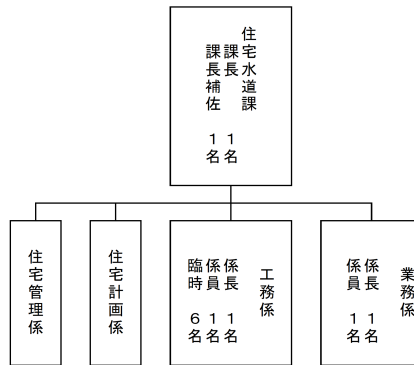 住宅水道課
課長 1名
課長補佐 1名
業務係
係長 1名
係員 1名
工務係
係長 1名
係員 1名
臨時 6名
住宅計画係
住宅管理係